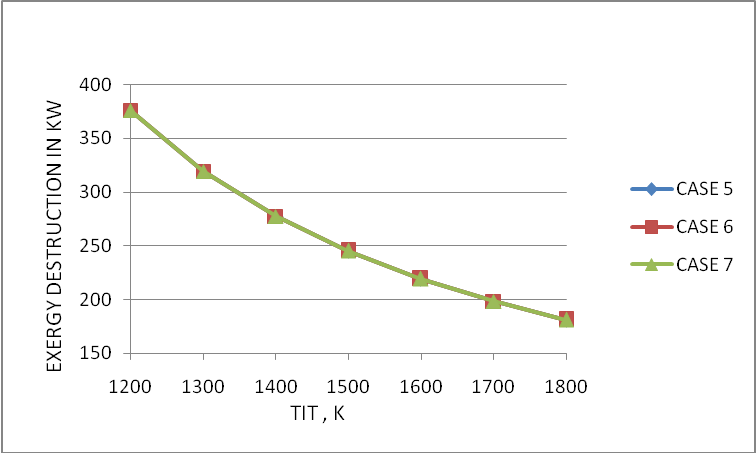 EXERGY DESTRUCTION IN KW
400
350
300
250
200
150
1200 1300 1400 1500 1600 1700 1800
TIT , K
CASE 5
CASE 6
CASE 7